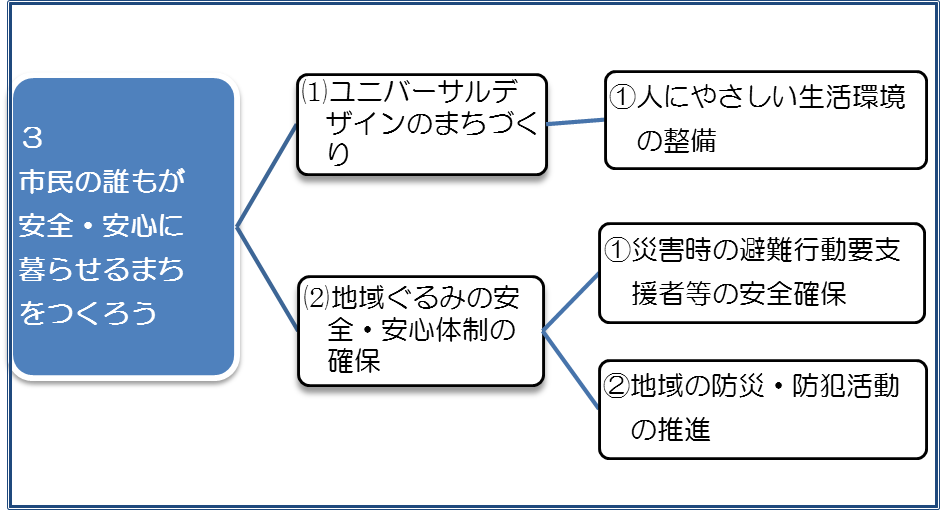 3
市民の誰もが
安全・安心に
暮らせるまち
をつくろう
⑴ユニバーサルデ
ザインのまちづく
り
①人にやさしい生活環境
の整備
⑵地域ぐるみの安
全・安心体制の
確保
①災害時の避難行動要支
援者等の安全確保
②地域の防災・防犯活動
の推進